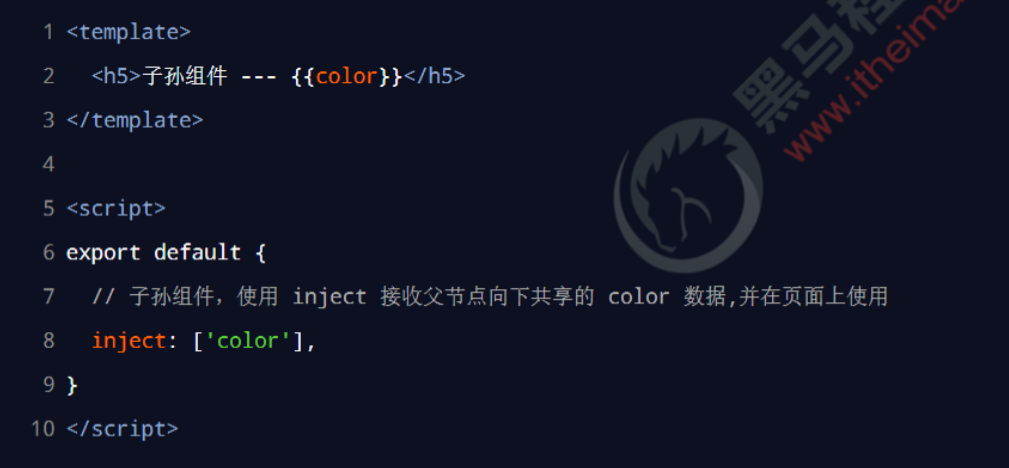 1 <template>
2 <h5>子孙组件 --- {{color}}</h5>
3 </template>
4
5 <script>
6 export default {
7 // 子孙组件，使用 inject 接收父节点向下共享的 color 数据,并在页面上使用
8 inject: ['color'],
9 }
10 </script>
黑马程
www.itheima